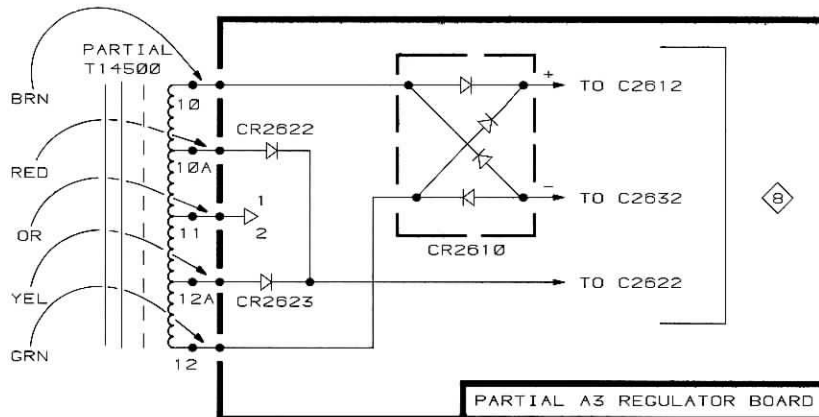 PARTIAL
T14500
BRN
10
+
TO C2612
CR2622
RED
10A
1
2
OR
11
−
TO C2632
8
CR2610
YEL
12A
CR2623
TO C2622
GRN
12
PARTIAL A3 REGULATOR BOARD